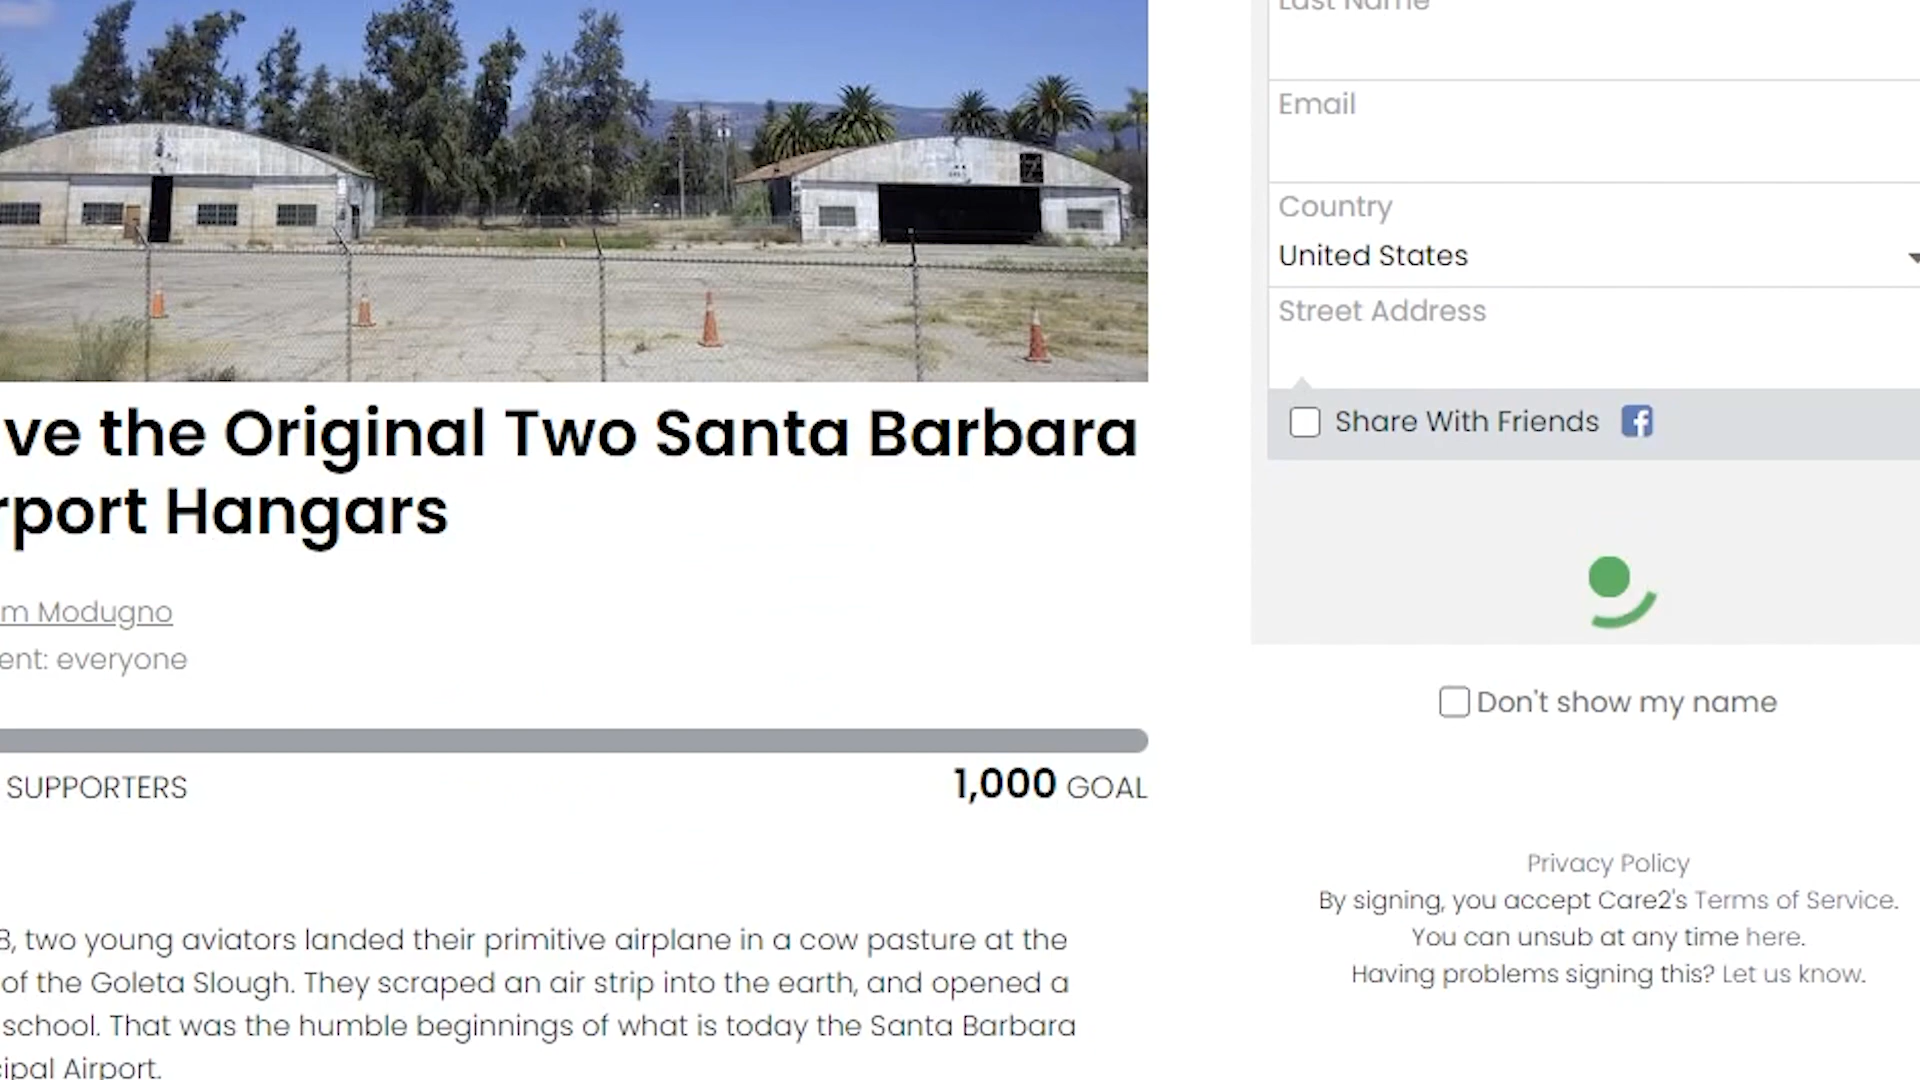 ve the Original Two Santa Barbara
rport Hangars
m Modugno
ent: everyone
SUPPORTERS
1,000 GOAL
8, two young aviators landed their primitive airplane in a cow pasture at the
of the Goleta Slough. They scraped an air strip into the earth, and opened a
school. That was the humble beginnings of what is today the Santa Barbara
cipal Airport.
Last Name
Email
Country
United States
Street Address
Share With Friends
Don't show my name
Privacy Policy
By signing, you accept Care2's Terms of Service.
You can unsub at any time here.
Having problems signing this? Let us know.